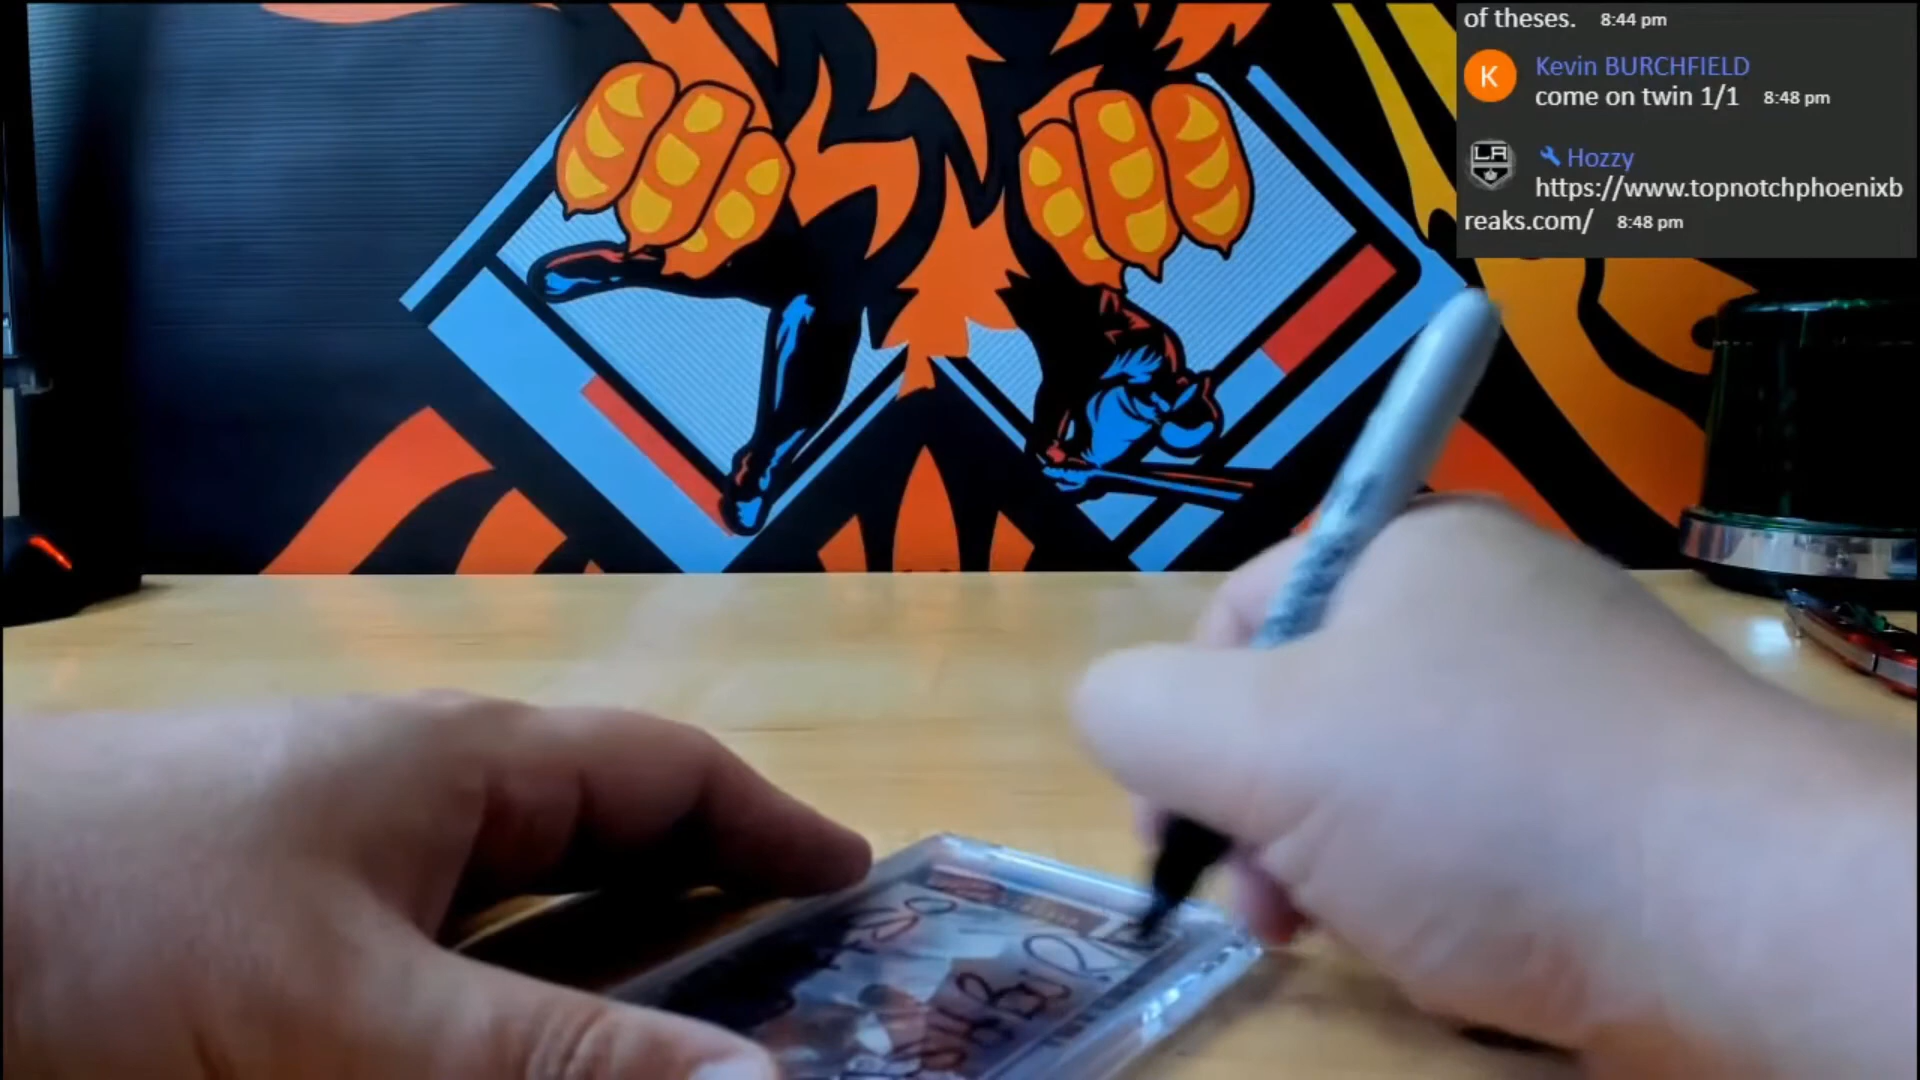 of theses. 8:44 pm
K Kevin BURCHFIELD
come on twin 1/1 8:48 pm
LA Hozzy
https://www.topnotchphoenixb
reaks.com/ 8:48 pm